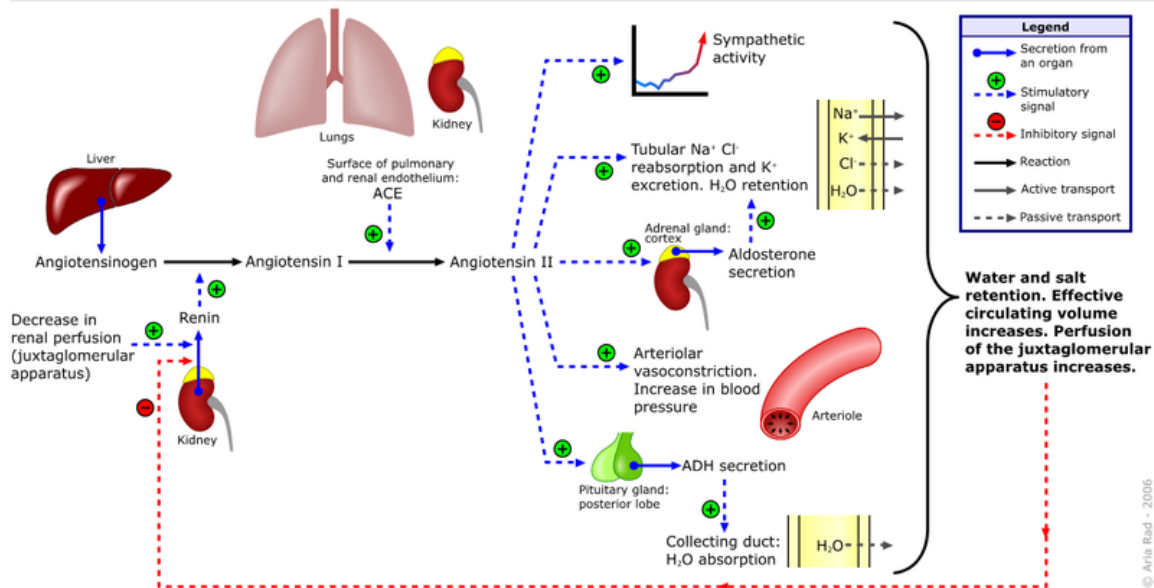 Lungs
Kidney
Liver
Surface of pulmonary
and renal endothelium:
ACE
+
Angiotensinogen
Angiotensin I
Angiotensin II
+
Renin
Decrease in
renal perfusion
(juxtaglomerular
apparatus)
+
−
Kidney
+
Sympathetic
activity
+
Tubular Na⁺ Cl⁻
reabsorption and K⁺
excretion. H₂O retention
+
+
Adrenal gland:
cortex
Aldosterone
secretion
Na⁺
K⁺
Cl⁻
H₂O
+
Arteriolar
vasoconstriction.
Increase in blood
pressure
Arteriole
+
Pituitary gland:
posterior lobe
ADH secretion
+
Collecting duct:
H₂O absorption
H₂O
Legend
Secretion from
an organ
+
Stimulatory
signal
−
Inhibitory signal
Reaction
Active transport
Passive transport
Water and salt
retention. Effective
circulating volume
increases. Perfusion
of the juxtaglomerular
apparatus increases.
© Aria Rad - 2006